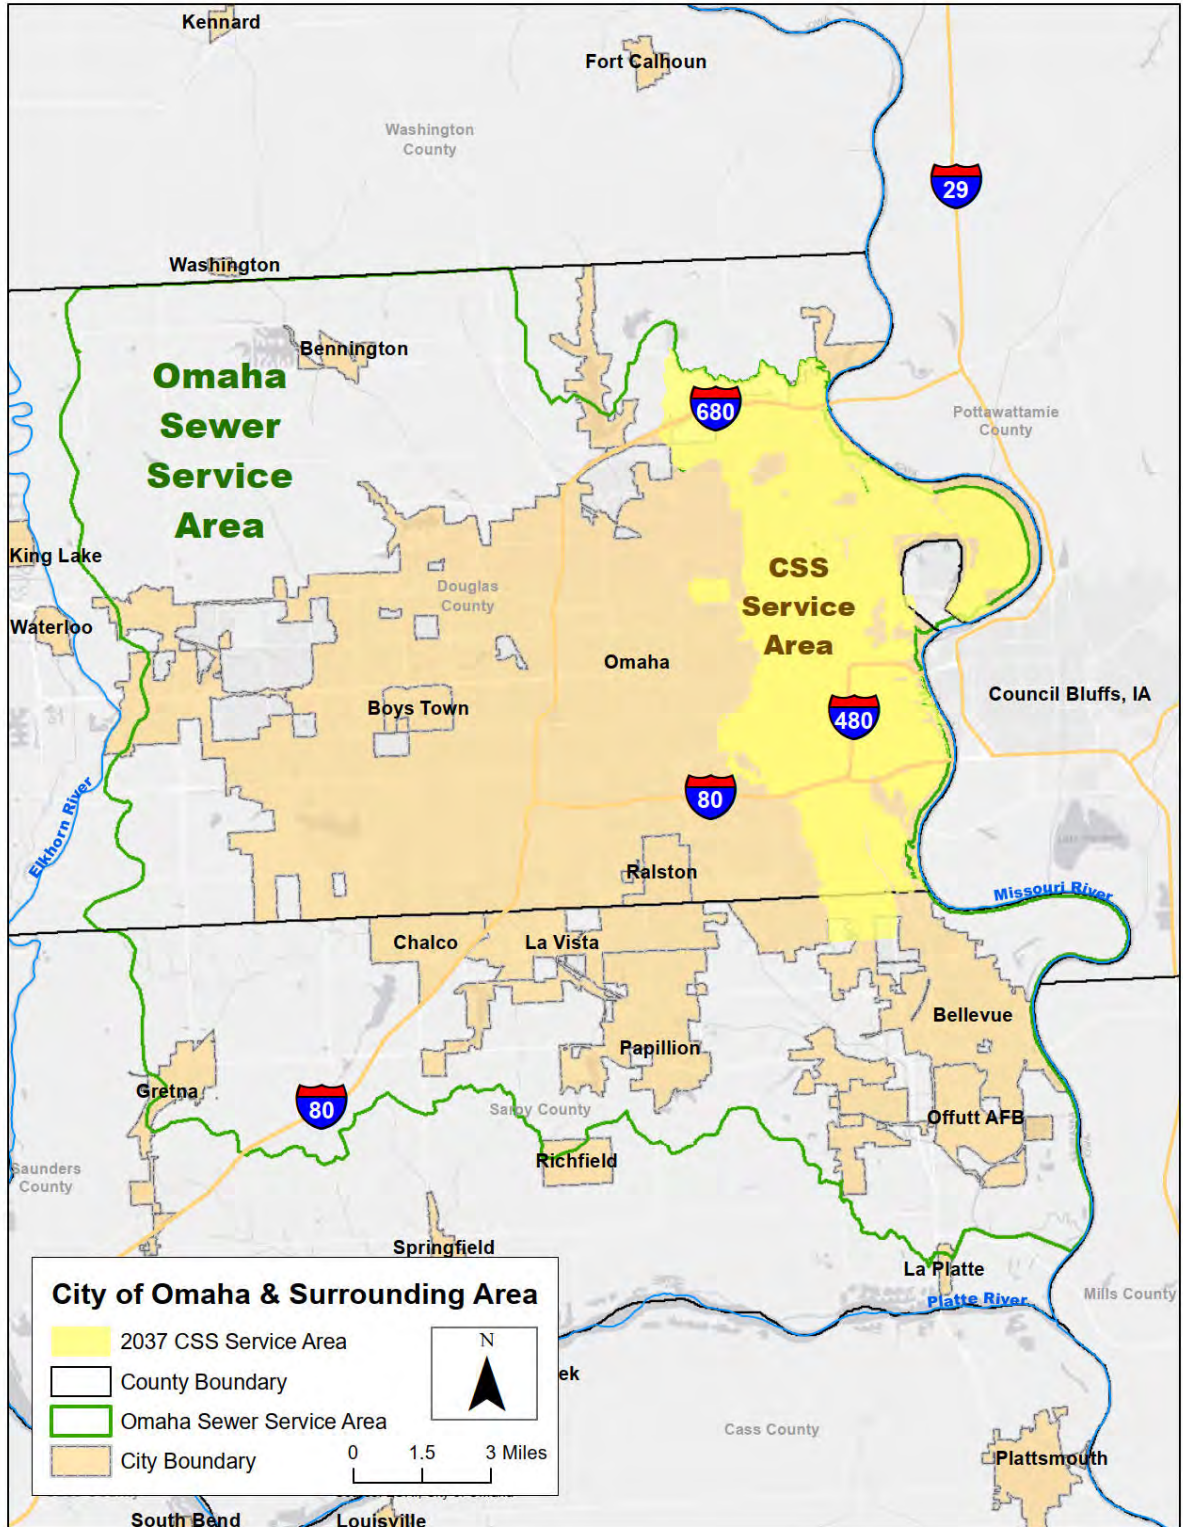 Kennard
Fort Calhoun
Washington
County
29
Washington
Bennington
Omaha
Sewer
Service
Area
680
Pottawattamie
County
King Lake
CSS
Service
Area
Douglas
County
Waterloo
Omaha
Council Bluffs, IA
Boys Town
480
80
Elkhorn River
Ralston
Missouri River
Chalco
La Vista
Bellevue
Papillion
Gretna
80
Sarpy County
Offutt AFB
Richfield
Saunders
County
Springfield
La Platte
Platte River
Mills County
City of Omaha & Surrounding Area
2037 CSS Service Area
County Boundary
Omaha Sewer Service Area
City Boundary
N
0 1.5 3 Miles
ek
Cass County
Plattsmouth
South Bend
Louisville